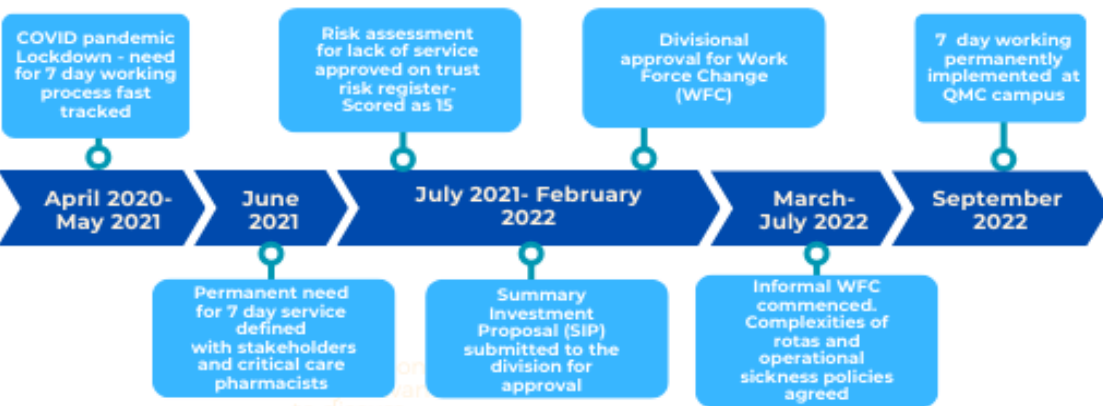 COVID pandemic
Lockdown - need
for 7 day working
process fast
tracked
Risk assessment
for lack of service
approved on trust
risk register-
Scored as 15
Divisional
approval for Work
Force Change
(WFC)
7 day working
permanently
implemented at
QMC campus
April 2020-
May 2021
June
2021
July 2021- February
2022
March-
July 2022
September
2022
Permanent need
for 7 day service
defined
with stakeholders
and critical care
pharmacists
Summary
Investment
Proposal (SIP)
submitted to the
division for
approval
Informal WFC
commenced.
Complexities of
rotas and
operational
sickness policies
agreed